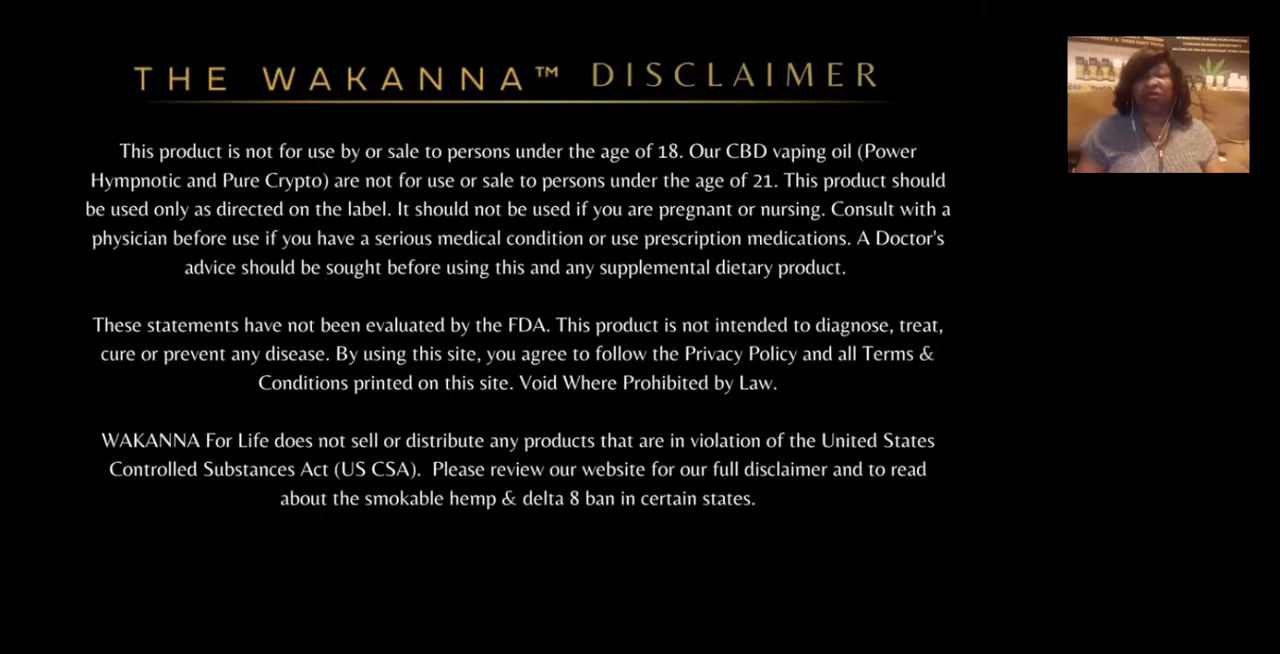 THE WAKANNA™ DISCLAIMER
This product is not for use by or sale to persons under the age of 18. Our CBD vaping oil (Power
Hympnotic and Pure Crypto) are not for use or sale to persons under the age of 21. This product should
be used only as directed on the label. It should not be used if you are pregnant or nursing. Consult with a
physician before use if you have a serious medical condition or use prescription medications. A Doctor's
advice should be sought before using this and any supplemental dietary product.
These statements have not been evaluated by the FDA. This product is not intended to diagnose, treat,
cure or prevent any disease. By using this site, you agree to follow the Privacy Policy and all Terms &
Conditions printed on this site. Void Where Prohibited by Law.
WAKANNA For Life does not sell or distribute any products that are in violation of the United States
Controlled Substances Act (US CSA). Please review our website for our full disclaimer and to read
about the smokable hemp & delta 8 ban in certain states.